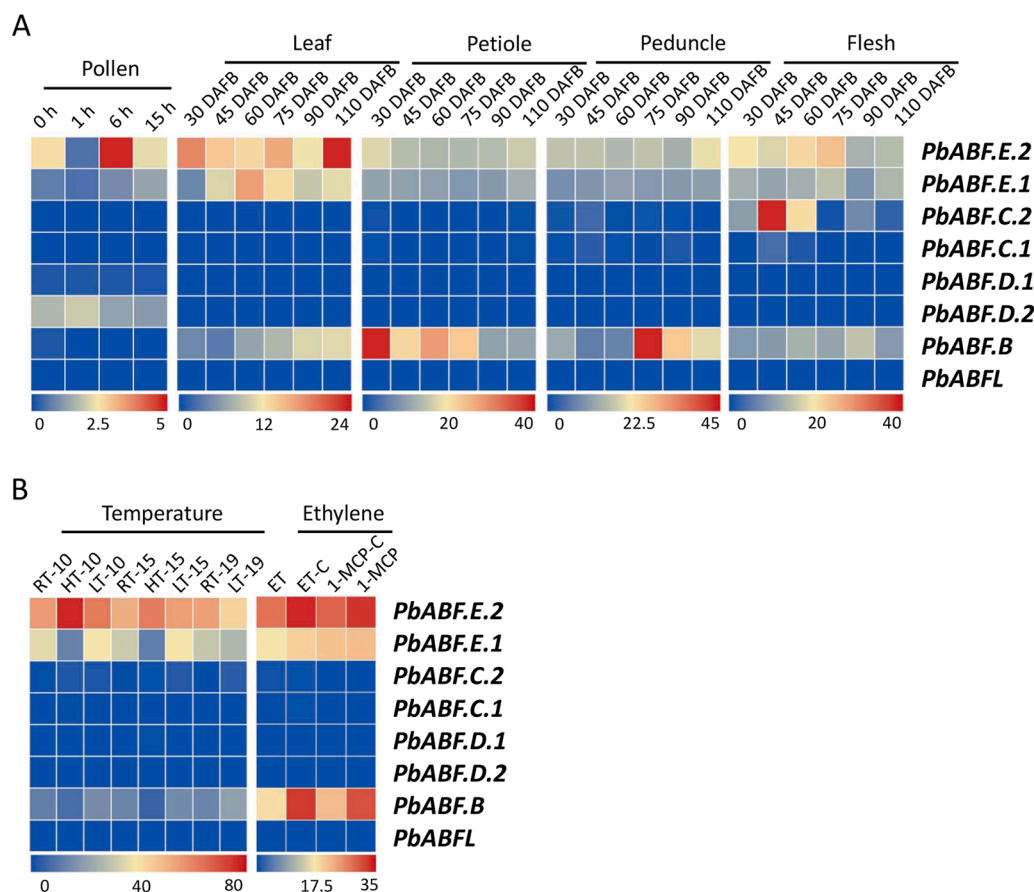 A
Pollen Leaf Petiole Peduncle Flesh
0 h 1 h 6 h 15 h 30 DAFB 45 DAFB 60 DAFB 75 DAFB 90 DAFB 110 DAFB 30 DAFB 45 DAFB 60 DAFB 75 DAFB 90 DAFB 110 DAFB 30 DAFB 45 DAFB 60 DAFB 75 DAFB 90 DAFB 110 DAFB 30 DAFB 45 DAFB 60 DAFB 75 DAFB 90 DAFB 110 DAFB
PbABF.E.2
PbABF.E.1
PbABF.C.2
PbABF.C.1
PbABF.D.1
PbABF.D.2
PbABF.B
PbABFL
0 2.5 5 0 12 24 0 20 40 0 22.5 45 0 20 40
B
Temperature Ethylene
RT-10 HT-10 LT-10 RT-15 HT-15 LT-15 RT-19 LT-19 ET ET-C 1-MCP-C 1-MCP
PbABF.E.2
PbABF.E.1
PbABF.C.2
PbABF.C.1
PbABF.D.1
PbABF.D.2
PbABF.B
PbABFL
0 40 80 17.5 35